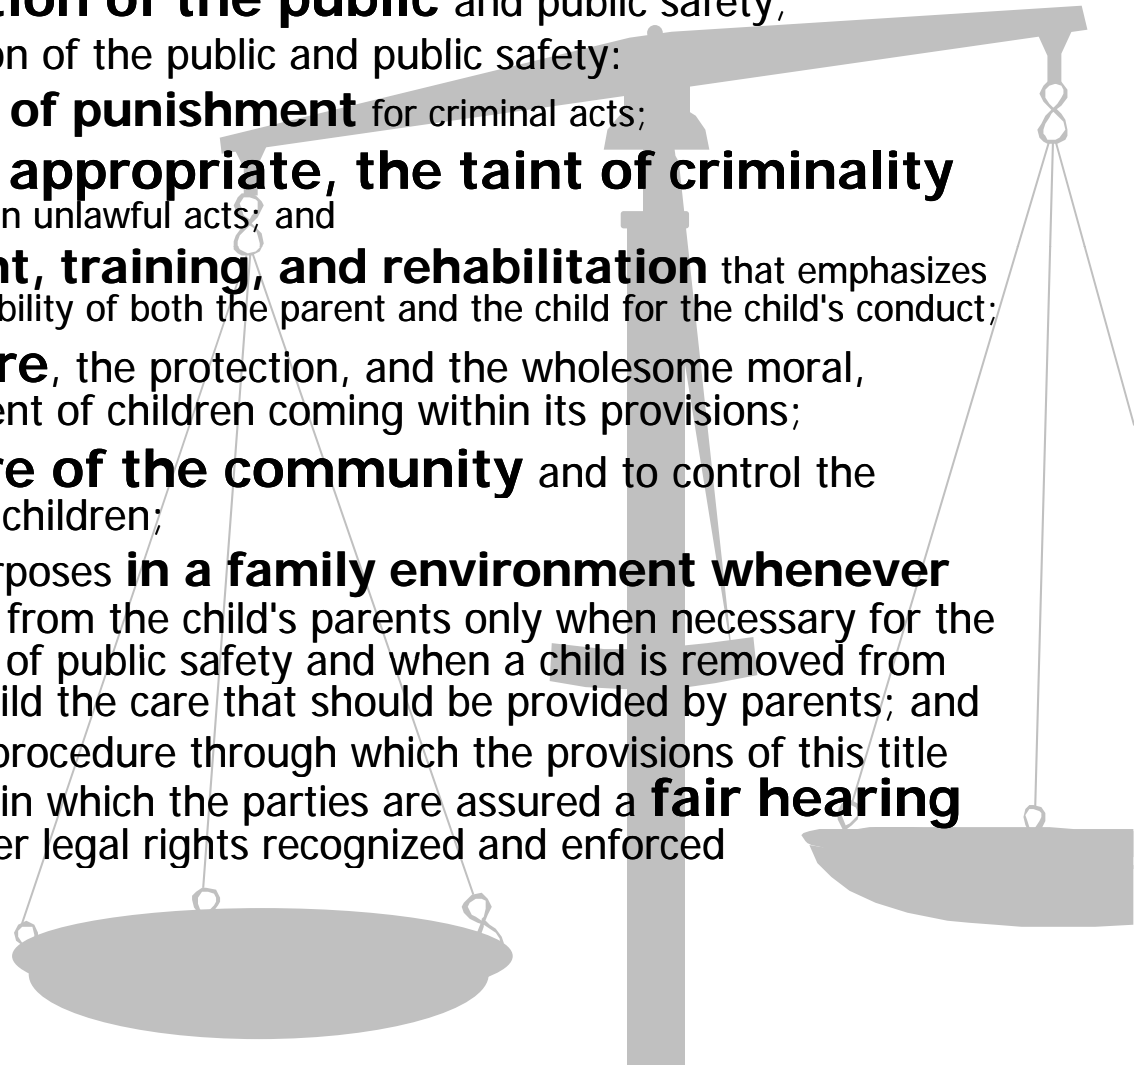 tion of the public and public safety;
on of the public and public safety:
of punishment for criminal acts;
appropriate, the taint of criminality
n unlawful acts; and
nt, training, and rehabilitation that emphasizes
bility of both the parent and the child for the child's conduct;
re, the protection, and the wholesome moral,
ent of children coming within its provisions;
re of the community and to control the
children;
rposes in a family environment whenever
from the child's parents only when necessary for the
of public safety and when a child is removed from
ild the care that should be provided by parents; and
procedure through which the provisions of this title
in which the parties are assured a fair hearing
er legal rights recognized and enforced